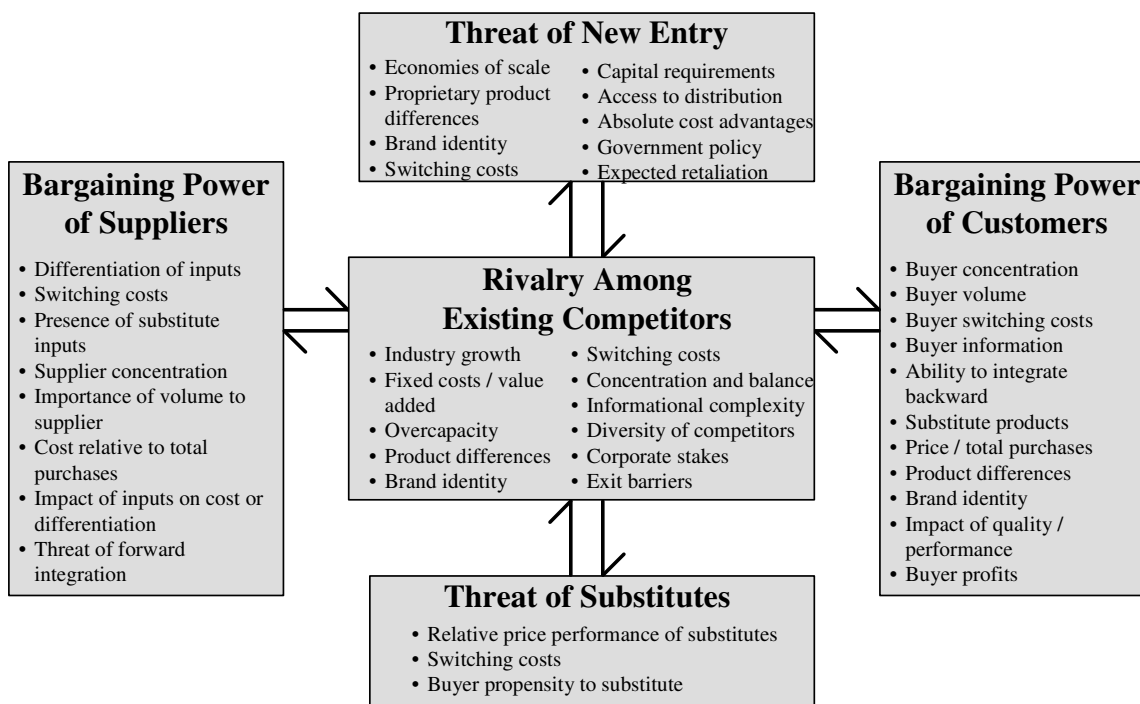 Threat of New Entry
• Economies of scale
• Proprietary product
differences
• Brand identity
• Switching costs
• Capital requirements
• Access to distribution
• Absolute cost advantages
• Government policy
• Expected retaliation
Bargaining Power
of Suppliers
• Differentiation of inputs
• Switching costs
• Presence of substitute
inputs
• Supplier concentration
• Importance of volume to
supplier
• Cost relative to total
purchases
• Impact of inputs on cost or
differentiation
• Threat of forward
integration
Rivalry Among
Existing Competitors
• Industry growth
• Fixed costs / value
added
• Overcapacity
• Product differences
• Brand identity
• Switching costs
• Concentration and balance
• Informational complexity
• Diversity of competitors
• Corporate stakes
• Exit barriers
Bargaining Power
of Customers
• Buyer concentration
• Buyer volume
• Buyer switching costs
• Buyer information
• Ability to integrate
backward
• Substitute products
• Price / total purchases
• Product differences
• Brand identity
• Impact of quality /
performance
• Buyer profits
Threat of Substitutes
• Relative price performance of substitutes
• Switching costs
• Buyer propensity to substitute